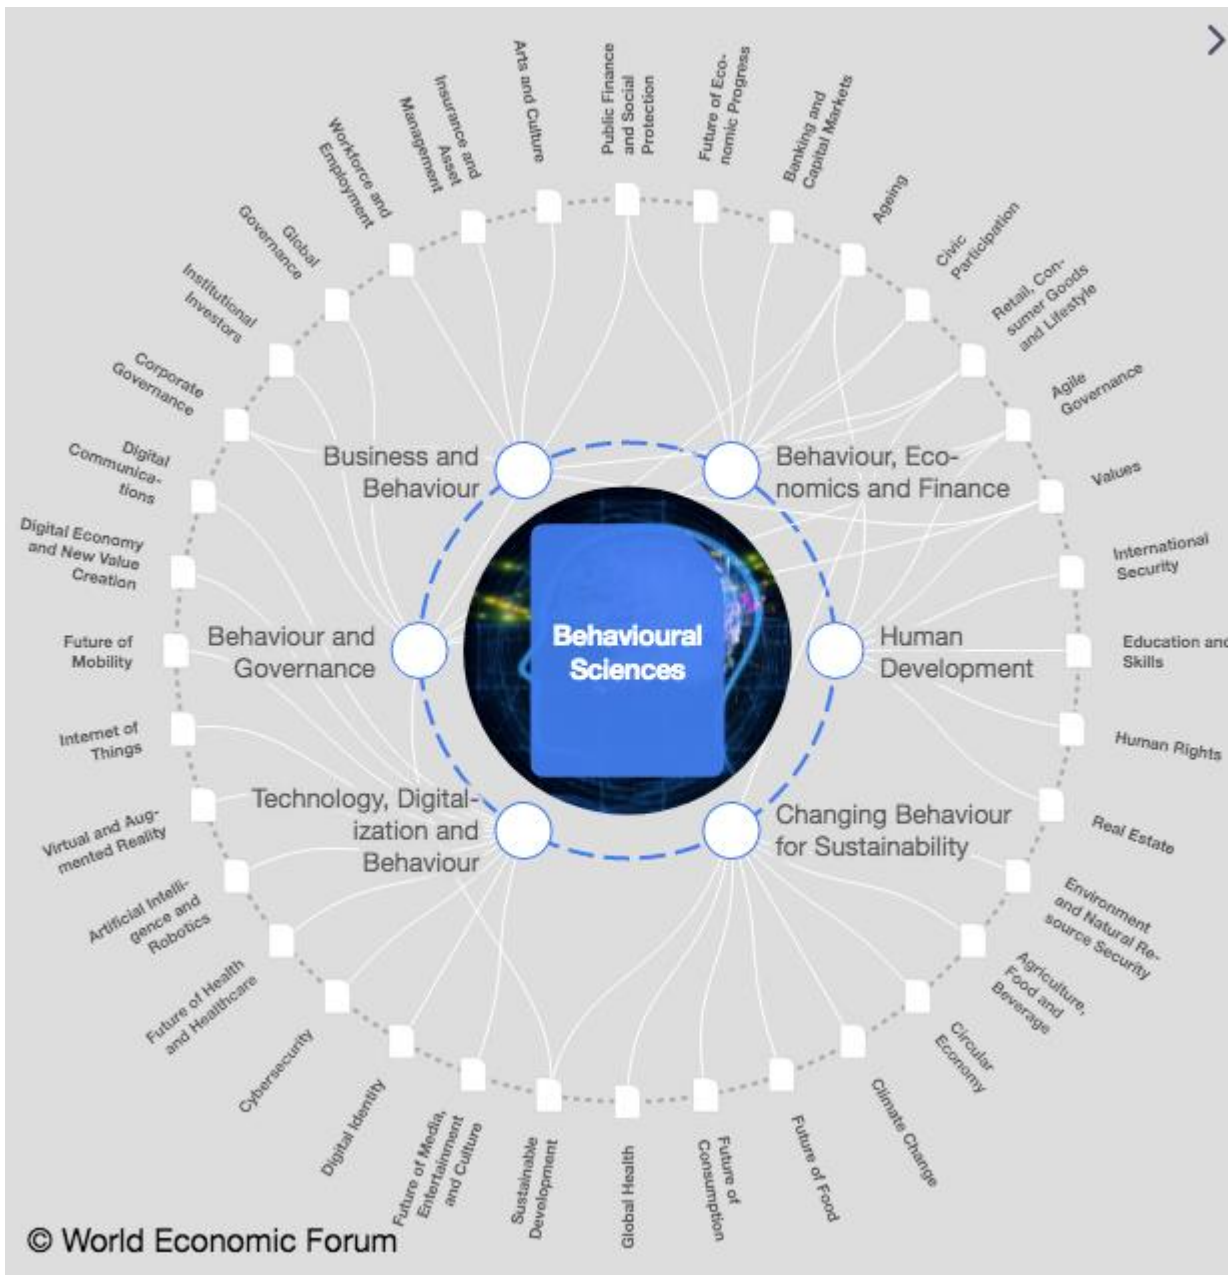 Behavioural
Sciences
Business and
Behaviour
Behaviour, Eco-
nomics and Finance
Behaviour and
Governance
Human
Development
Technology, Digital-
ization and
Behaviour
Changing Behaviour
for Sustainability
Public Finance
and Social
Protection
Future of Eco-
nomic Progress
Banking and
Capital Markets
Ageing
Civic
Participation
Retail, Con-
sumer Goods
and Lifestyle
Agile
Governance
Values
International
Security
Education and
Skills
Human Rights
Real Estate
Environment
and Natural Re-
source Security
Agriculture,
Food and
Beverage
Circular
Economy
Climate Change
Future of Food
Future of
Consumption
Global Health
Sustainable
Development
Future of Media,
Entertainment
and Culture
Digital Identity
Cybersecurity
Future of Health
and Healthcare
Artificial Intelli-
gence and
Robotics
Virtual and Aug-
mented Reality
Internet of
Things
Future of
Mobility
Digital Economy
and New Value
Creation
Digital
Communica-
tions
Corporate
Governance
Institutional
Investors
Global
Governance
Workforce and
Employment
Insurance and
Asset
Management
Arts and Culture
© World Economic Forum